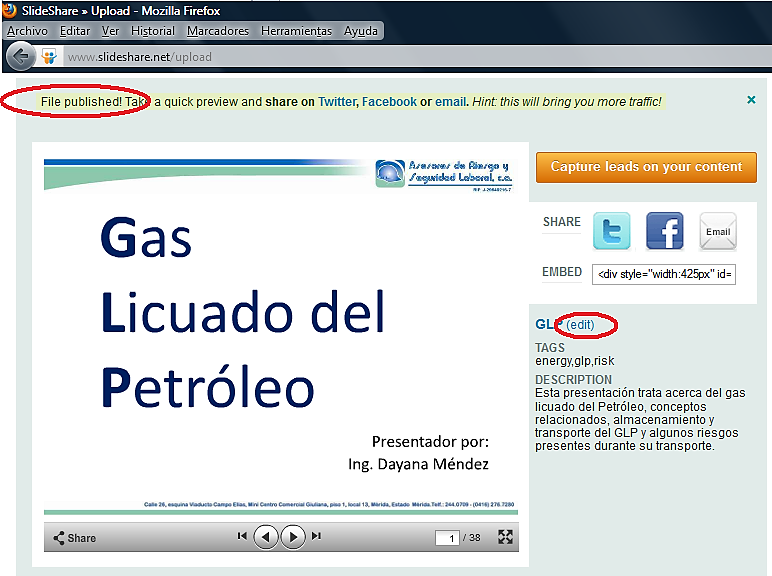 SlideShare » Upload - Mozilla Firefox
Archivo Editar Ver Historial Marcadores Herramientas Ayuda
www.slideshare.net/upload
File published! Take a quick preview and share on Twitter, Facebook or email. Hint: this will bring you more traffic!
Asesores de Riesgo y
Seguridad Laboral, c.a.
Gas
Licuado del
Petróleo
Presentador por:
Ing. Dayana Méndez
Calle 26, esquina Viaducto Campo Elias, Mini Centro Comercial Giuliana, piso 1, local 13, Mérida, Estado Mérida.Telf.: 244.0709 - (0416) 276.7280
Share
1 / 38
Capture leads on your content
SHARE
Email
EMBED
<div style="width:425px" id=
GLP (edit)
TAGS
energy,glp,risk
DESCRIPTION
Esta presentación trata acerca del gas
licuado del Petróleo, conceptos
relacionados, almacenamiento y
transporte del GLP y algunos riesgos
presentes durante su transporte.